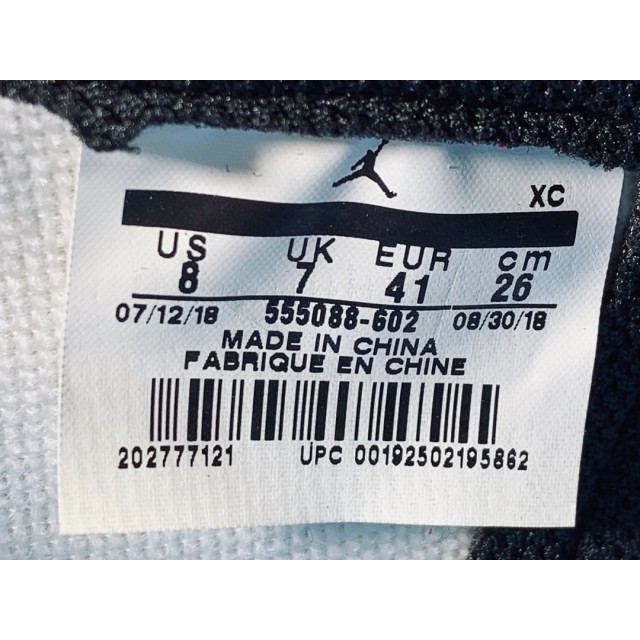 XC
US UK EUR cm
8 7 41 26
07/12/18 555088-602 08/30/18
MADE IN CHINA
FABRIQUE EN CHINE
202777121 UPC 00192502195862